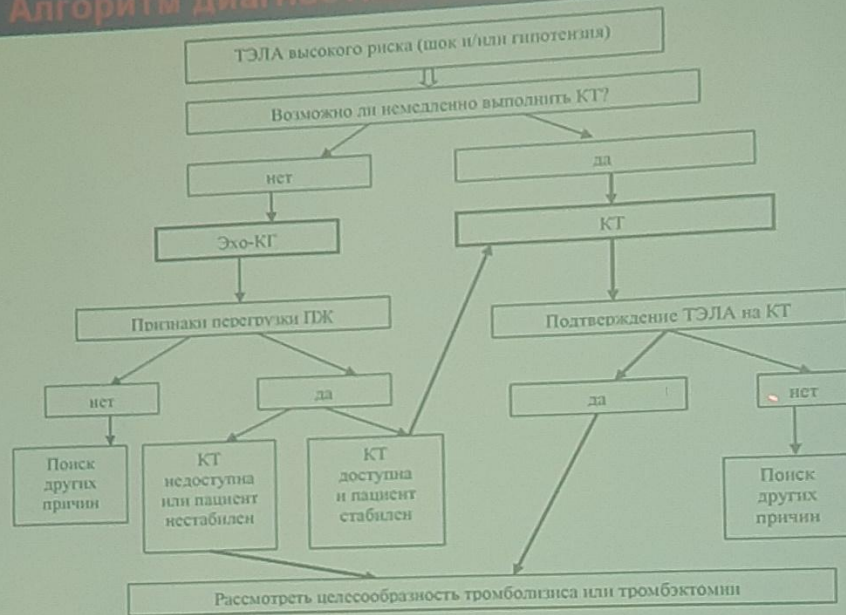 Алгоритм
ТЭЛА высокого риска (шок и/или гипотензия)
Возможно ли немедленно выполнить КТ?
нет
да
Эхо-КГ
КТ
Признаки перегрузки ПЖ
Подтверждение ТЭЛА на КТ
нет
да
да
нет
Поиск
других
причин
КТ
недоступна
или пациент
нестабилен
КТ
доступна
и пациент
стабилен
Поиск
других
причин
Рассмотреть целесообразность тромболизиса или тромбэктомии